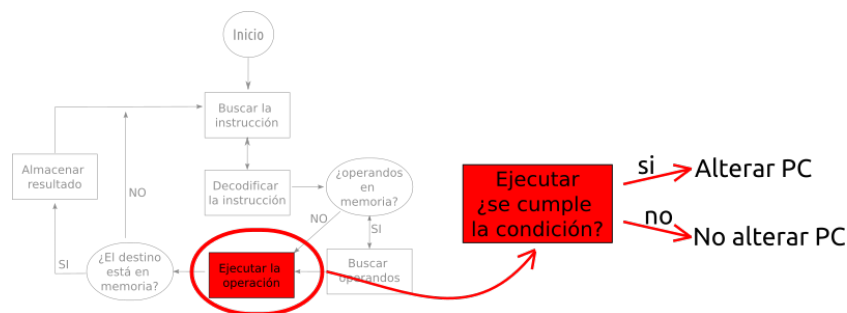 Inicio
Buscar la
instrucción
Almacenar
resultado
NO
Decodificar
la instrucción
¿operandos
en
memoria?
NO
SI
¿El destino
está en
memoria?
SI
Ejecutar la
operación
Buscar
operandos
Ejecutar
¿se cumple
la condición?
si
Alterar PC
no
No alterar PC